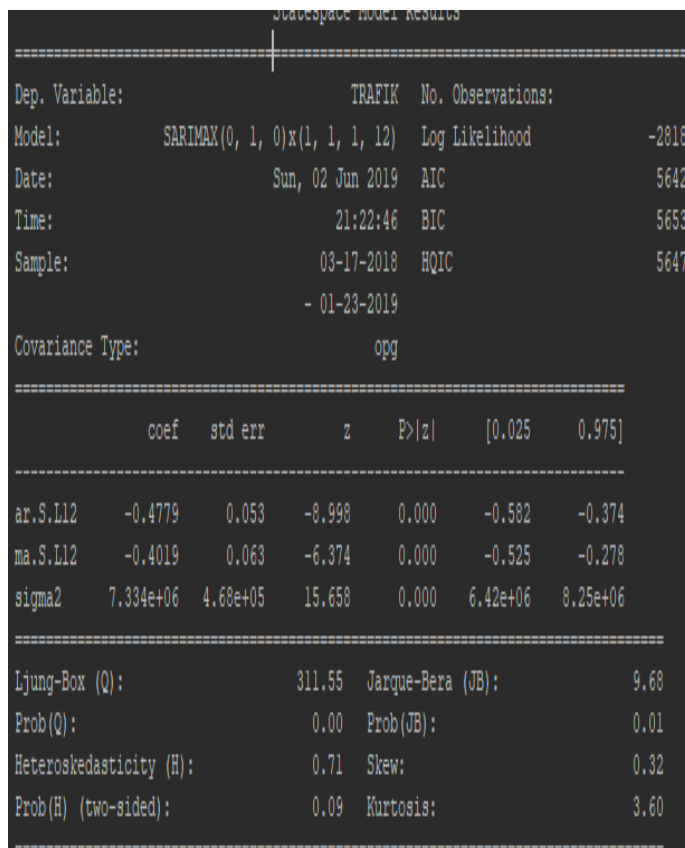 Statespace Model Results
==============================================================================
Dep. Variable: TRAFIK No. Observations:
Model: SARIMAX(0, 1, 0)x(1, 1, 1, 12) Log Likelihood -2818
Date: Sun, 02 Jun 2019 AIC 5642
Time: 21:22:46 BIC 5653
Sample: 03-17-2018 HQIC 5647
- 01-23-2019
Covariance Type: opg
==============================================================================
coef std err z P>|z| [0.025 0.975]
------------------------------------------------------------------------------
ar.S.L12 -0.4779 0.053 -8.998 0.000 -0.582 -0.374
ma.S.L12 -0.4019 0.063 -6.374 0.000 -0.525 -0.278
sigma2 7.334e+06 4.68e+05 15.658 0.000 6.42e+06 8.25e+06
==============================================================================
Ljung-Box (Q): 311.55 Jarque-Bera (JB): 9.68
Prob(Q): 0.00 Prob(JB): 0.01
Heteroskedasticity (H): 0.71 Skew: 0.32
Prob(H) (two-sided): 0.09 Kurtosis: 3.60
==============================================================================